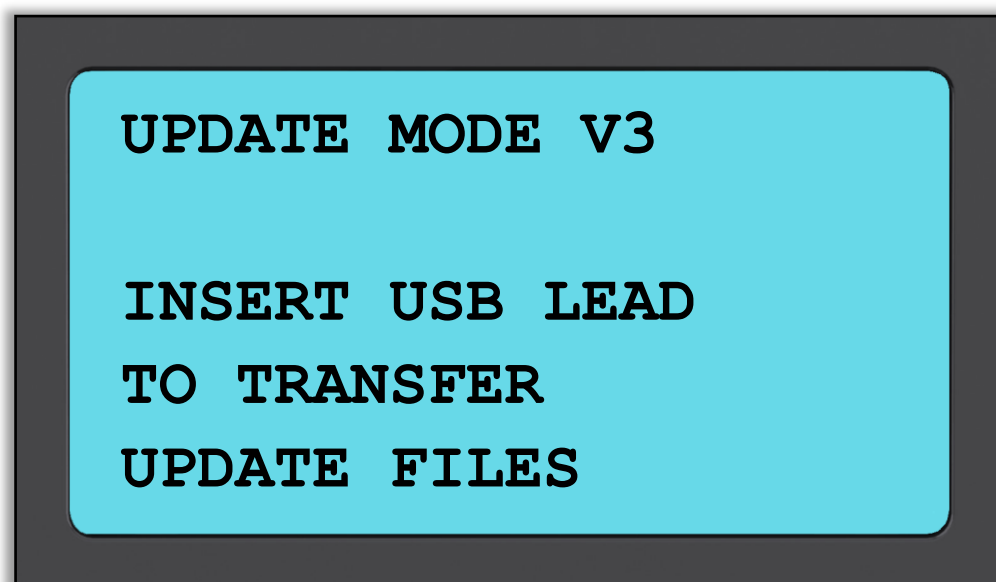 UPDATE MODE V3
INSERT USB LEAD
TO TRANSFER
UPDATE FILES